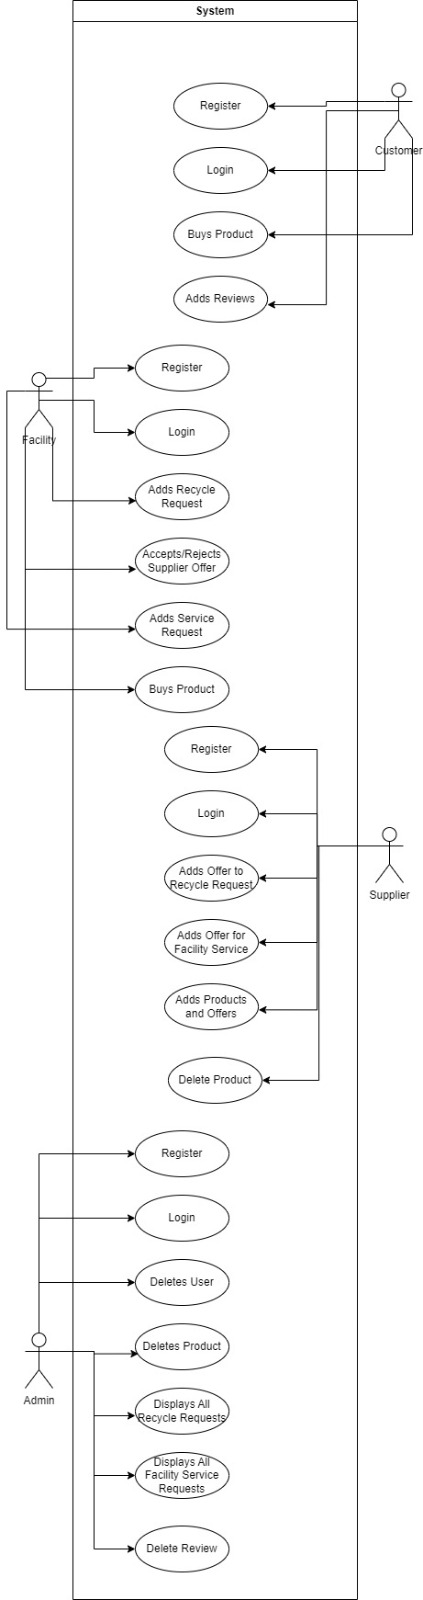 System
Register
Customer
Login
Buys Product
Adds Reviews
Register
Facility
Login
Adds Recycle
Request
Accepts/Rejects
Supplier Offer
Adds Service
Request
Buys Product
Register
Login
Adds Offer to
Recycle Request
Supplier
Adds Offer for
Facility Service
Adds Products
and Offers
Delete Product
Register
Login
Deletes User
Deletes Product
Admin
Displays All
Recycle Requests
Displays All
Facility Service
Requests
Delete Review